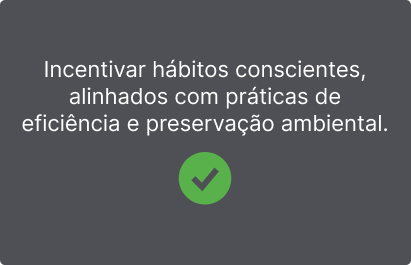 Incentivar hábitos conscientes,
alinhados com práticas de
eficiência e preservação ambiental.